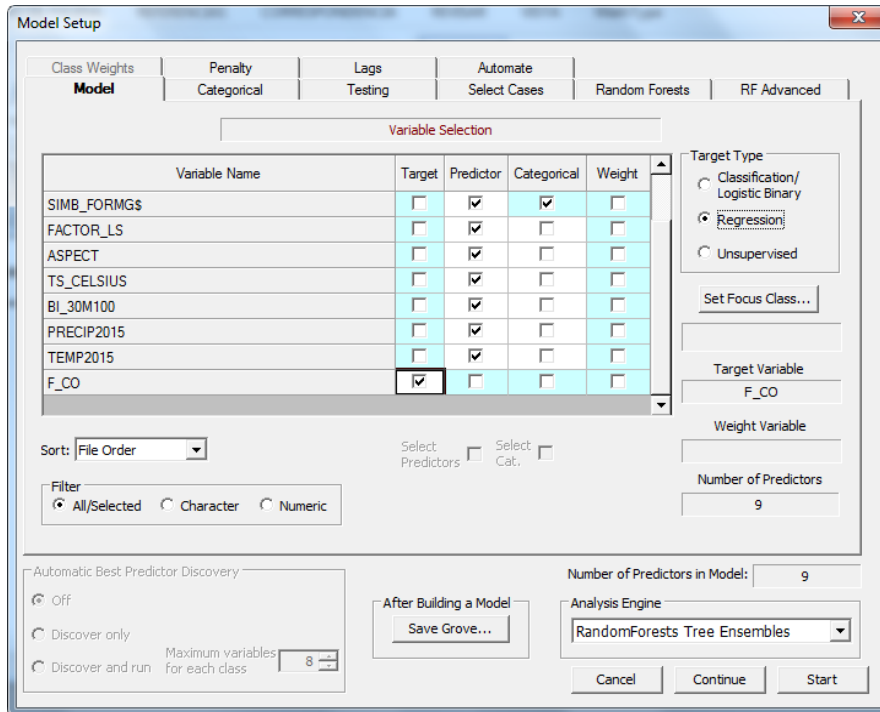 Model Setup
Class Weights Penalty Lags Automate
Model Categorical Testing Select Cases Random Forests RF Advanced
Variable Selection
Variable Name Target Predictor Categorical Weight
SIMB_FORMG$
FACTOR_LS
ASPECT
TS_CELSIUS
BI_30M100
PRECIP2015
TEMP2015
F_CO
Sort: File Order
Select Predictors
Select Cat.
Filter
All/Selected Character Numeric
Target Type
Classification/
Logistic Binary
Regression
Unsupervised
Set Focus Class...
Target Variable
F_CO
Weight Variable
Number of Predictors
9
Automatic Best Predictor Discovery
Off
Discover only
Discover and run
Maximum variables
for each class
8
After Building a Model
Save Grove...
Number of Predictors in Model: 9
Analysis Engine
RandomForests Tree Ensembles
Cancel Continue Start